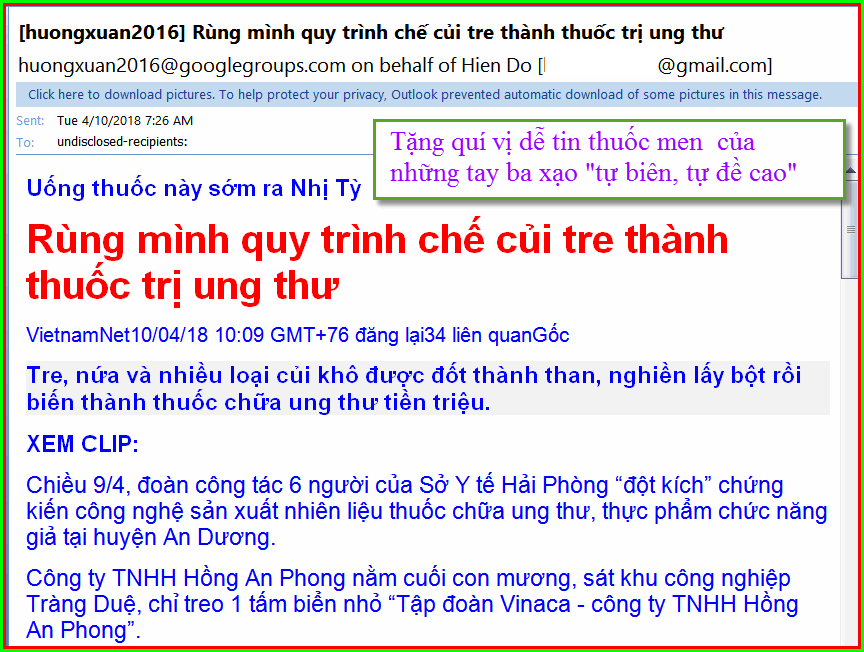 [huongxuan2016] Rùng mình quy trình chế củi tre thành thuốc trị ung thư
huongxuan2016@googlegroups.com on behalf of Hien Do [l @gmail.com]
Click here to download pictures. To help protect your privacy, Outlook prevented automatic download of some pictures in this message.
Sent: Tue 4/10/2018 7:26 AM
To: undisclosed-recipients:
Tặng quí vị dễ tin thuốc men của
những tay ba xạo "tự biên, tự đề cao"
Uống thuốc này sớm ra Nhị Tỳ
Rùng mình quy trình chế củi tre thành
thuốc trị ung thư
VietnamNet10/04/18 10:09 GMT+76 đăng lại34 liên quanGốc
Tre, nứa và nhiều loại củi khô được đốt thành than, nghiền lấy bột rồi
biến thành thuốc chữa ung thư tiền triệu.
XEM CLIP:
Chiều 9/4, đoàn công tác 6 người của Sở Y tế Hải Phòng “đột kích” chứng
kiến công nghệ sản xuất nhiên liệu thuốc chữa ung thư, thực phẩm chức năng
giả tại huyện An Dương.
Công ty TNHH Hồng An Phong nằm cuối con mương, sát khu công nghiệp
Tràng Duệ, chỉ treo 1 tấm biển nhỏ “Tập đoàn Vinaca - công ty TNHH Hồng
An Phong”.